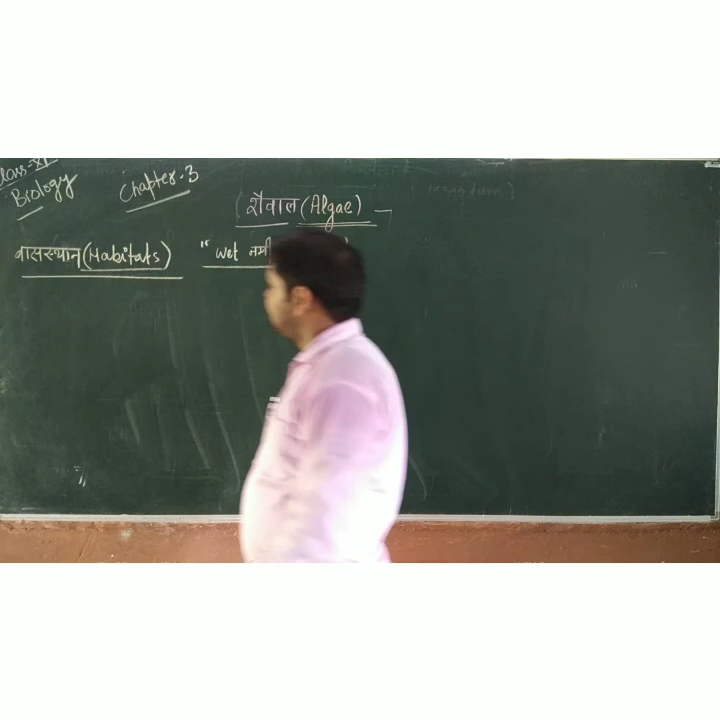 Class-XI
Biology
Chapter-3
शैवाल (Algae)
वासस्थान (Habitats) "Wet